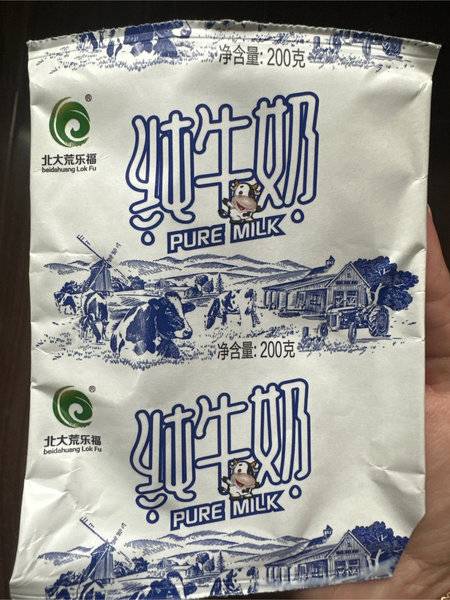 净含量: 200克
®
北大荒乐福
beidahuang Lok Fu
纯牛奶
PURE MILK
净含量: 200克
®
北大荒乐福
beidahuang Lok Fu
纯牛奶
PURE MILK